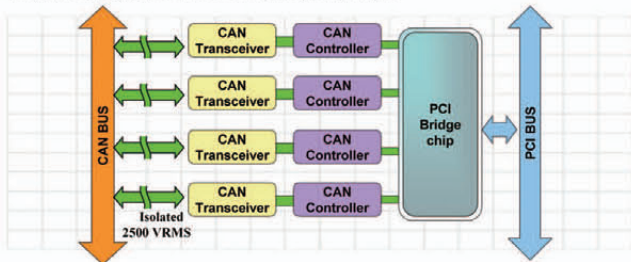 CAN BUS
CAN
Transceiver
CAN
Controller
CAN
Transceiver
CAN
Controller
CAN
Transceiver
CAN
Controller
CAN
Transceiver
CAN
Controller
Isolated
2500 VRMS
PCI
Bridge
chip
PCI BUS